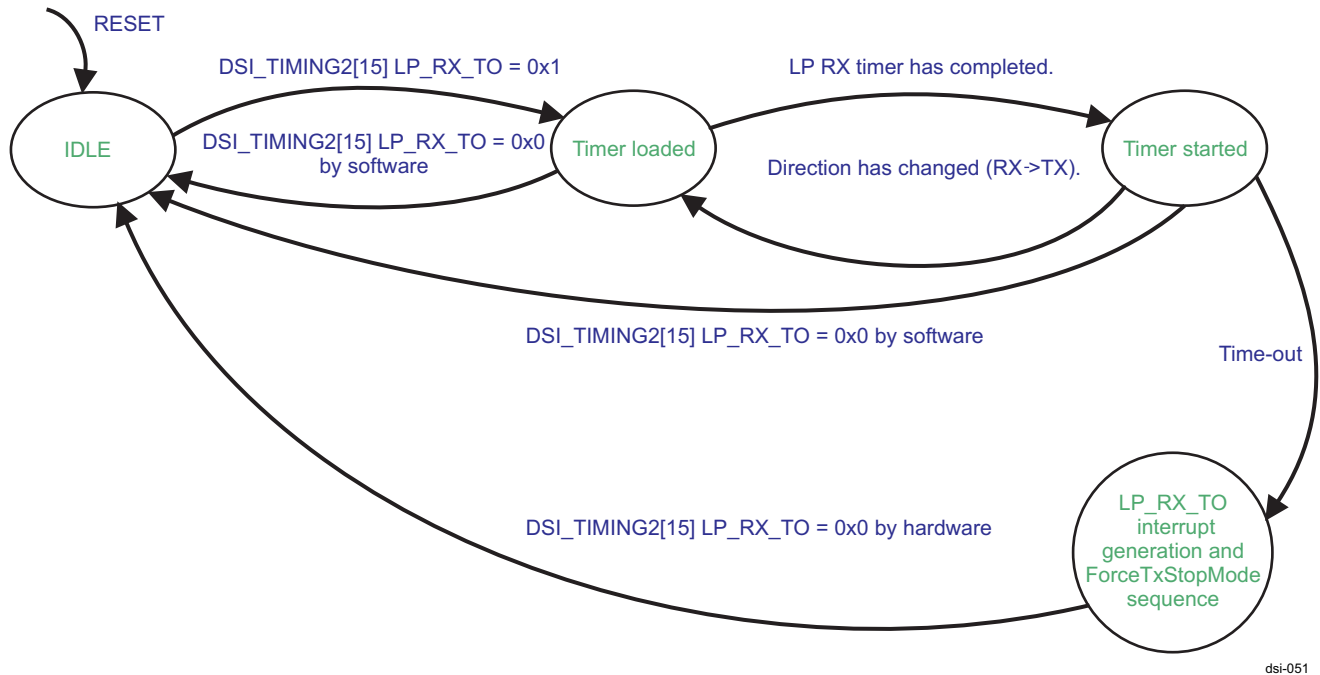 RESET
DSI_TIMING2[15] LP_RX_TO = 0x1
LP RX timer has completed.
IDLE
DSI_TIMING2[15] LP_RX_TO = 0x0
by software
Timer loaded
Direction has changed (RX->TX).
Timer started
DSI_TIMING2[15] LP_RX_TO = 0x0 by software
Time-out
DSI_TIMING2[15] LP_RX_TO = 0x0 by hardware
LP_RX_TO
interrupt
generation and
ForceTxStopMode
sequence
dsi-051